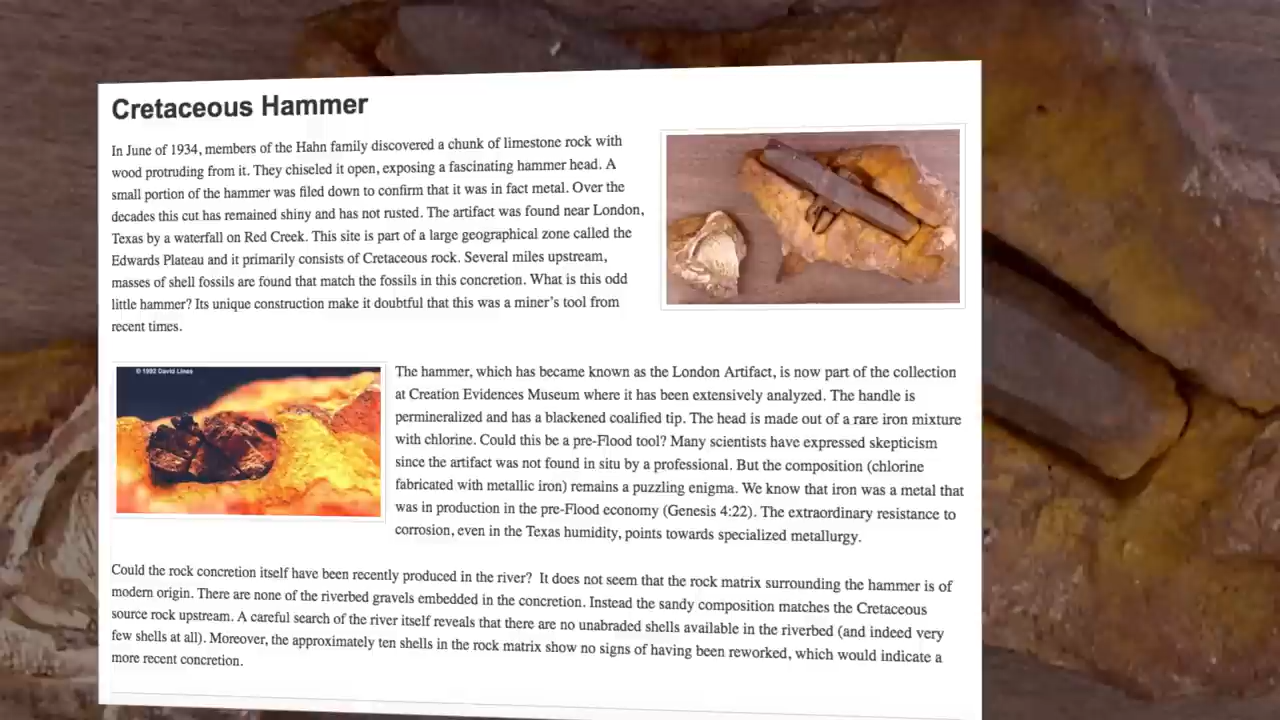 Cretaceous Hammer
In June of 1934, members of the Hahn family discovered a chunk of limestone rock with
wood protruding from it. They chiseled it open, exposing a fascinating hammer head. A
small portion of the hammer was filed down to confirm that it was in fact metal. Over the
decades this cut has remained shiny and has not rusted. The artifact was found near London,
Texas by a waterfall on Red Creek. This site is part of a large geographical zone called the
Edwards Plateau and it primarily consists of Cretaceous rock. Several miles upstream,
masses of shell fossils are found that match the fossils in this concretion. What is this odd
little hammer? Its unique construction make it doubtful that this was a miner's tool from
recent times.
© 1992 David Lines
The hammer, which has became known as the London Artifact, is now part of the collection
at Creation Evidences Museum where it has been extensively analyzed. The handle is
permineralized and has a blackened coalified tip. The head is made out of a rare iron mixture
with chlorine. Could this be a pre-Flood tool? Many scientists have expressed skepticism
since the artifact was not found in situ by a professional. But the composition (chlorine
fabricated with metallic iron) remains a puzzling enigma. We know that iron was a metal that
was in production in the pre-Flood economy (Genesis 4:22). The extraordinary resistance to
corrosion, even in the Texas humidity, points towards specialized metallurgy.
Could the rock concretion itself have been recently produced in the river? It does not seem that the rock matrix surrounding the hammer is of
modern origin. There are none of the riverbed gravels embedded in the concretion. Instead the sandy composition matches the Cretaceous
source rock upstream. A careful search of the river itself reveals that there are no unabraded shells available in the riverbed (and indeed very
few shells at all). Moreover, the approximately ten shells in the rock matrix show no signs of having been reworked, which would indicate a
more recent concretion.